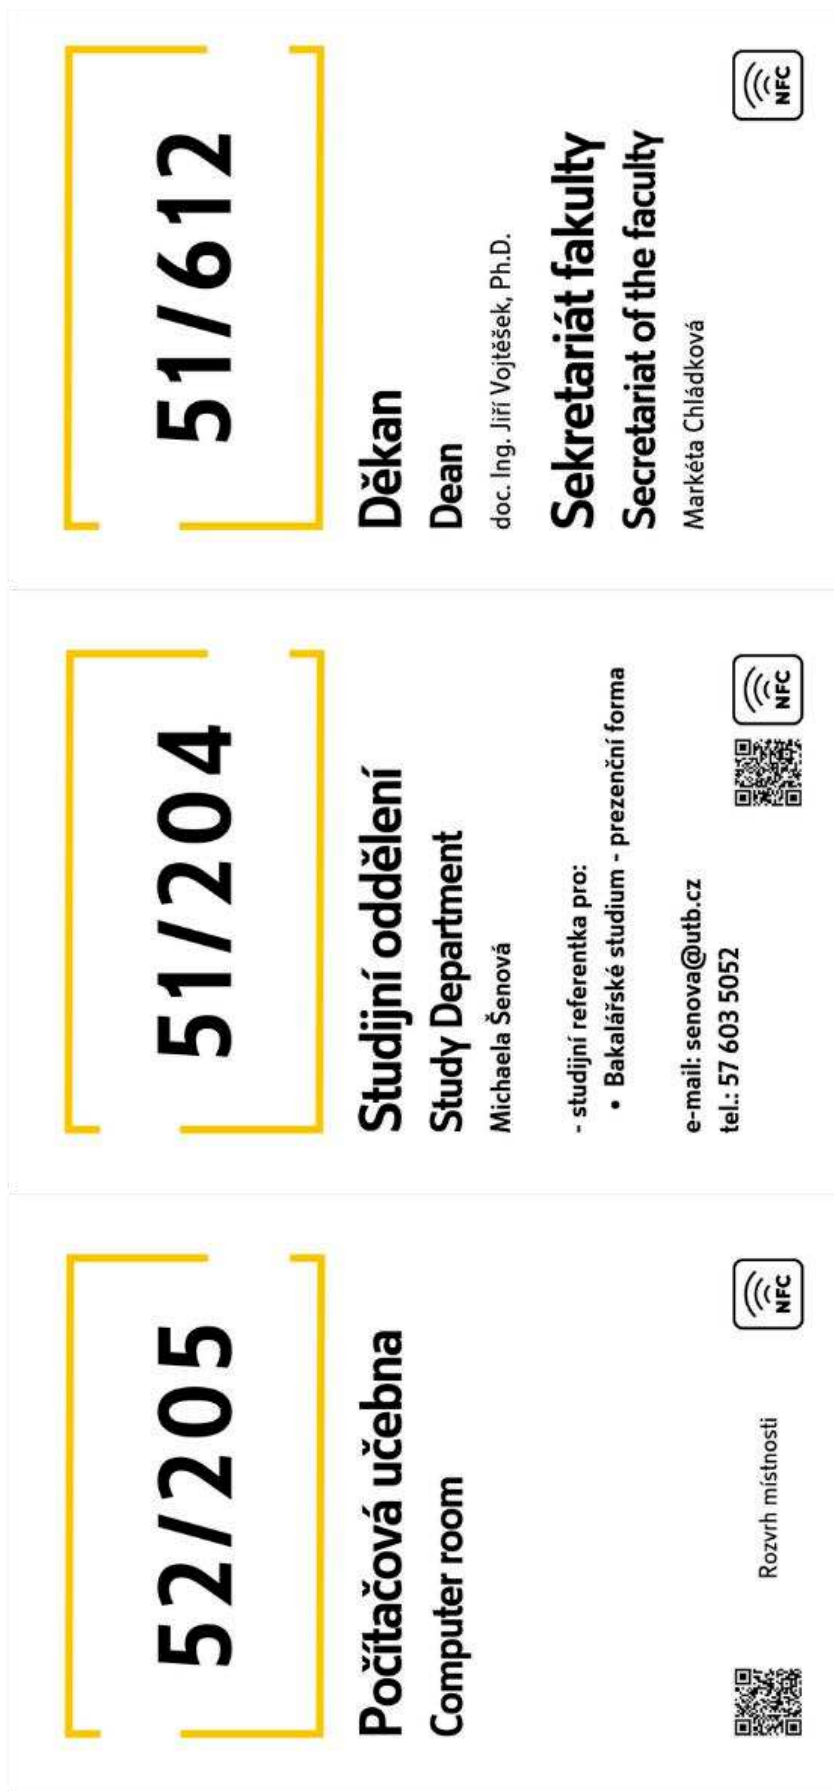 52/205
Počítačová učebna
Computer room
Rozvrh místnosti
NFC
51/204
Studijní oddělení
Study Department
Michaela Šenová
- studijní referentka pro:
• Bakalářské studium - prezenční forma
e-mail: senova@utb.cz
tel.: 57 603 5052
NFC
51/612
Děkan
Dean
doc. Ing. Jiří Vojtěšek, Ph.D.
Sekretariát fakulty
Secretariat of the faculty
Markéta Chládková
NFC